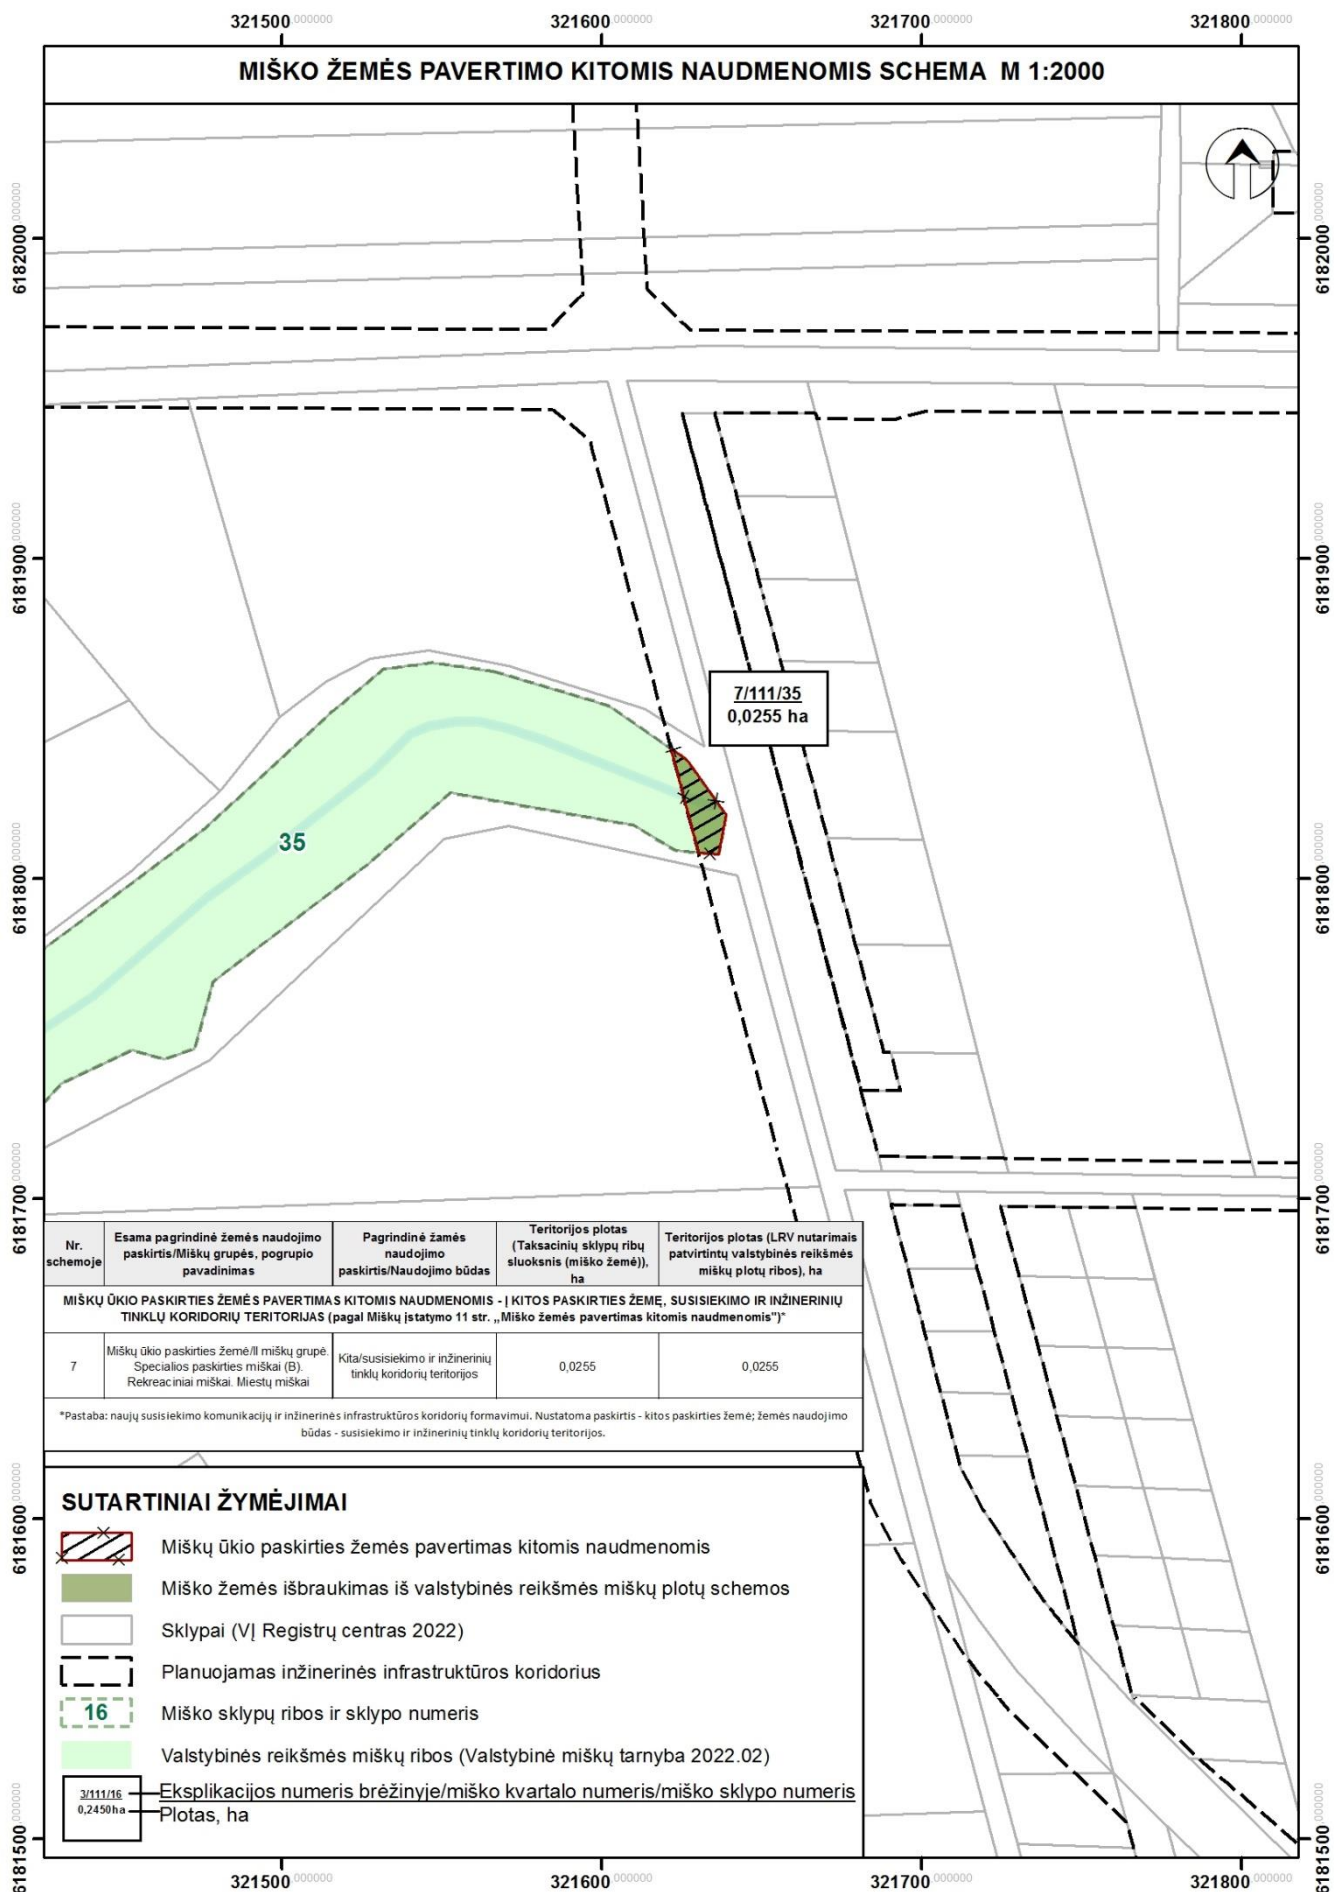 321500,000000 321600,000000 321700,000000 321800,000000
MIŠKO ŽEMĖS PAVERTIMO KITOMIS NAUDMENOMIS SCHEMA M 1:2000
6182000,000000
6182000,000000
6181900,000000
6181900,000000
7/111/35
0,0255 ha
35
6181800,000000
6181800,000000
6181700,000000
6181700,000000
Nr.
schemoje
Esama pagrindinė žemės naudojimo
paskirtis/Miškų grupės, pogrupio
pavadinimas
Pagrindinė žamės
naudojimo
paskirtis/Naudojimo būdas
Teritorijos plotas
(Taksacinių sklypų ribų
sluoksnis (miško žemė)),
ha
Teritorijos plotas (LRV nutarimais
patvirtintų valstybinės reikšmės
miškų plotų ribos), ha
MIŠKŲ ŪKIO PASKIRTIES ŽEMĖS PAVERTIMAS KITOMIS NAUDMENOMIS - Į KITOS PASKIRTIES ŽEMĘ, SUSISIEKIMO IR INŽINERINIŲ
TINKLŲ KORIDORIŲ TERITORIJAS (pagal Miškų įstatymo 11 str. „Miško žemės pavertimas kitomis naudmenomis")*
7
Miškų ūkio paskirties žemė/II miškų grupė.
Specialios paskirties miškai (B).
Rekreaciniai miškai. Miestų miškai
Kita/susisiekimo ir inžinerinių
tinklų koridorių teritorijos
0,0255
0,0255
*Pastaba: naujų susisiekimo komunikacijų ir inžinerinės infrastruktūros koridorių formavimui. Nustatoma paskirtis - kitos paskirties žemė; žemės naudojimo
būdas - susisiekimo ir inžinerinių tinklų koridorių teritorijos.
6181600,000000
6181600,000000
SUTARTINIAI ŽYMĖJIMAI
Miškų ūkio paskirties žemės pavertimas kitomis naudmenomis
Miško žemės išbraukimas iš valstybinės reikšmės miškų plotų schemos
Sklypai (VĮ Registrų centras 2022)
Planuojamas inžinerinės infrastruktūros koridorius
16 Miško sklypų ribos ir sklypo numeris
Valstybinės reikšmės miškų ribos (Valstybinė miškų tarnyba 2022.02)
3/111/16 Eksplikacijos numeris brėžinyje/miško kvartalo numeris/miško sklypo numeris
0,2450ha Plotas, ha
6181500,000000
6181500,000000
321500,000000 321600,000000 321700,000000 321800,000000